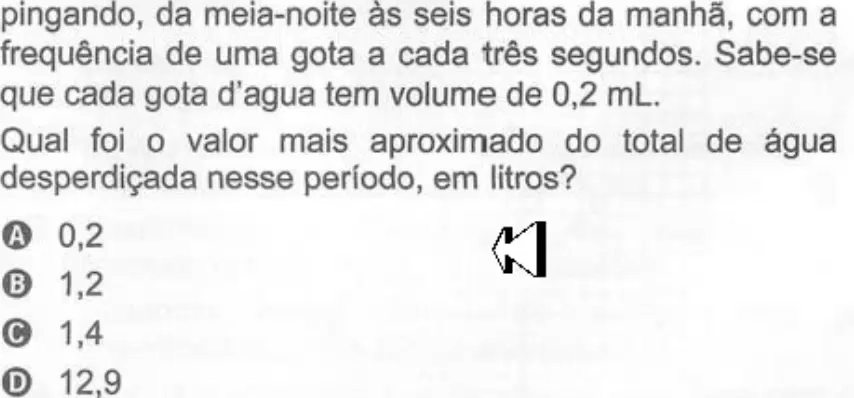 pingando, da meia-noite às seis horas da manhã, com a
frequência de uma gota a cada três segundos. Sabe-se
que cada gota d'agua tem volume de 0,2 mL.
Qual foi o valor mais aproximado do total de água
desperdiçada nesse período, em litros?
A 0,2
B 1,2
C 1,4
D 12,9